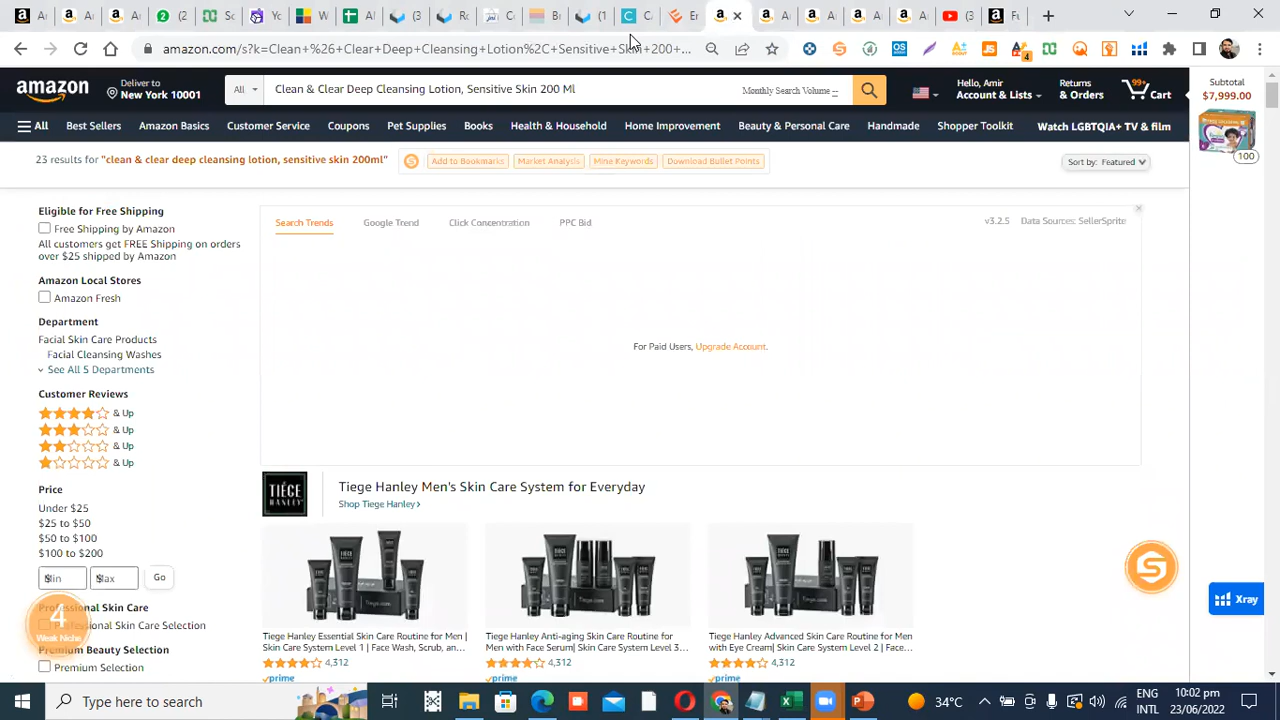 amazon.com/s?k=Clean+%26+Clear+Deep+Cleansing+Lotion%2C+Sensitive+Skin+200+...
4
amazon
Deliver to
New York 10001
All
Clean & Clear Deep Cleansing Lotion, Sensitive Skin 200 Ml
Monthly Search Volume --
Hello, Amir
Account & Lists
Returns
& Orders
99+
Cart
Subtotal
$7,999.00
100
All
Best Sellers
Amazon Basics
Customer Service
Coupons
Pet Supplies
Books
Health & Household
Home Improvement
Beauty & Personal Care
Handmade
Shopper Toolkit
Watch LGBTQIA+ TV & film
23 results for "clean & clear deep cleansing lotion, sensitive skin 200ml"
Add to Bookmarks
Market Analysis
Mine Keywords
Download Bullet Points
Sort by: Featured
Eligible for Free Shipping
Free Shipping by Amazon
All customers get FREE Shipping on orders
over $25 shipped by Amazon
Amazon Local Stores
Amazon Fresh
Department
Facial Skin Care Products
Facial Cleansing Washes
See All 5 Departments
Customer Reviews
& Up
& Up
& Up
& Up
Price
Under $25
$25 to $50
$50 to $100
$100 to $200
$ Min
$ Max
Go
Professional Skin Care
Professional Skin Care Selection
4
Weak Niche
Premium Beauty Selection
Premium Selection
Search Trends
Google Trend
Click Concentration
PPC Bid
v3.2.5
Data Sources: SellerSprite
For Paid Users, Upgrade Account.
TIEGE
HANLEY
Tiege Hanley Men's Skin Care System for Everyday
Shop Tiege Hanley ›
Tiege Hanley Essential Skin Care Routine for Men |
Skin Care System Level 1 | Face Wash, Scrub, an...
4,312
prime
Tiege Hanley Anti-aging Skin Care Routine for
Men with Face Serum| Skin Care System Level 3...
4,312
prime
Tiege Hanley Advanced Skin Care Routine for Men
with Eye Cream| Skin Care System Level 2 | Face...
4,312
prime
Xray
Type here to search
34°C
ENG
INTL
10:02 pm
23/06/2022